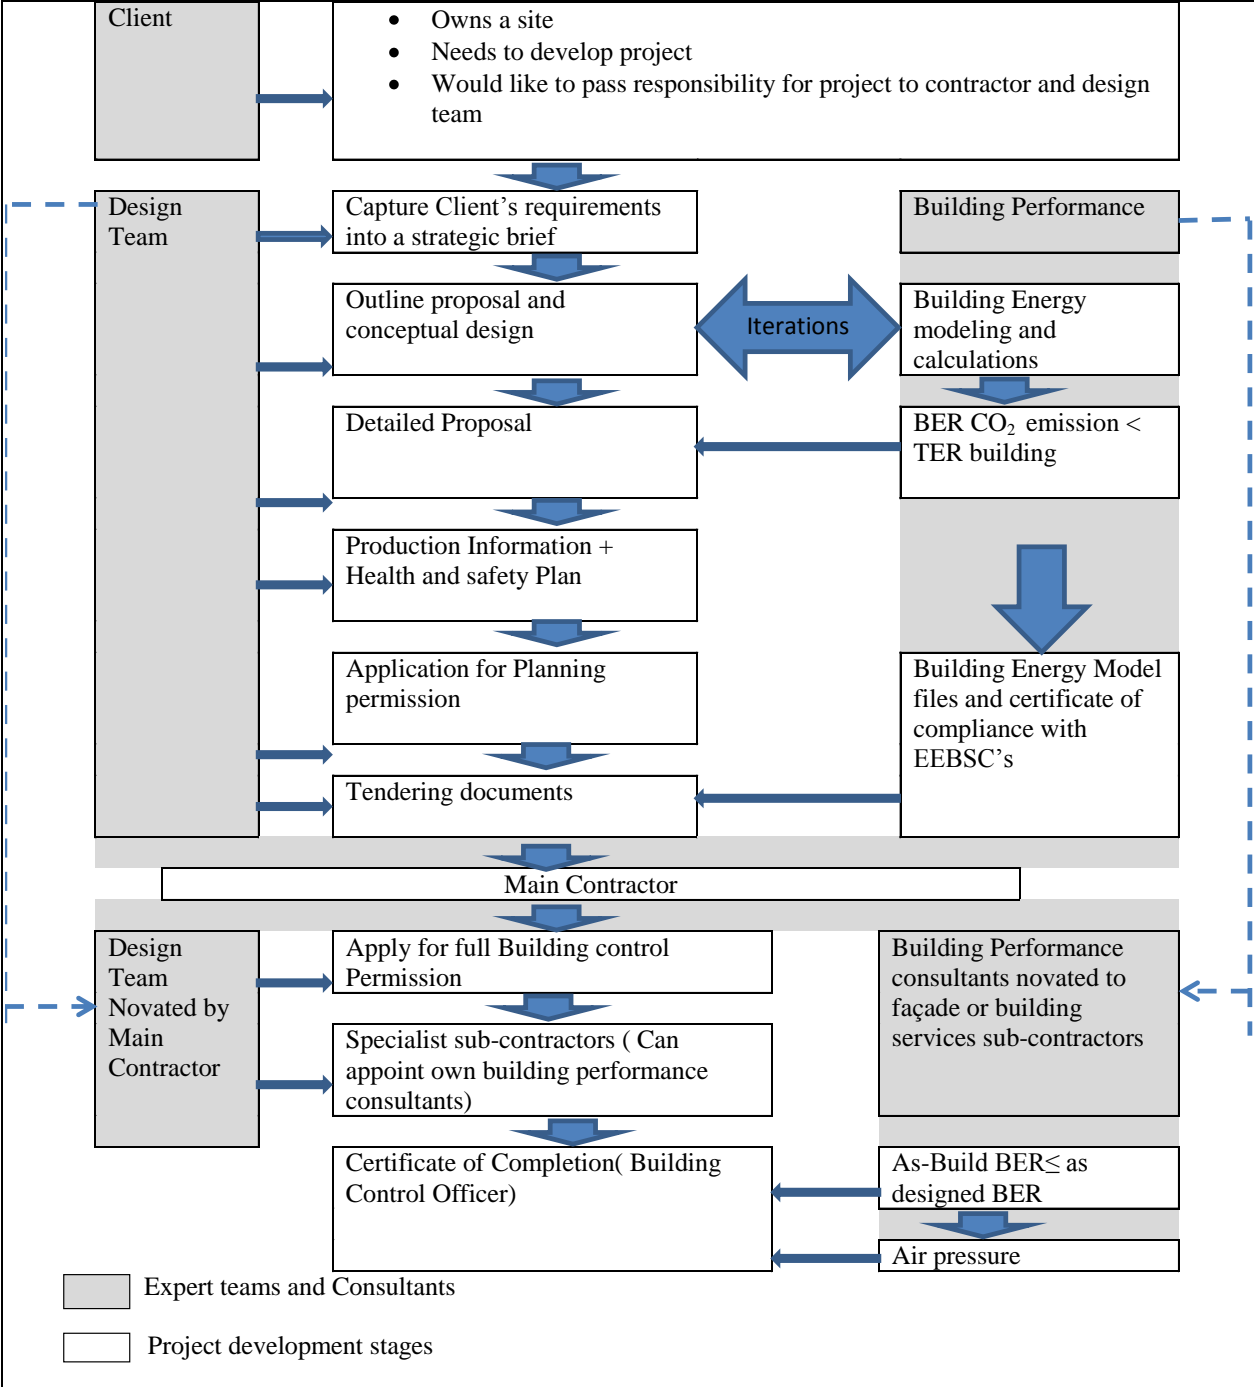 Client
• Owns a site
• Needs to develop project
• Would like to pass responsibility for project to contractor and design
team
Design
Team
Capture Client’s requirements
into a strategic brief
Building Performance
Outline proposal and
conceptual design
Iterations
Building Energy
modeling and
calculations
Detailed Proposal
BER CO₂ emission <
TER building
Production Information +
Health and safety Plan
Application for Planning
permission
Building Energy Model
files and certificate of
compliance with
EEBSC’s
Tendering documents
Main Contractor
Design
Team
Novated by
Main
Contractor
Apply for full Building control
Permission
Building Performance
consultants novated to
façade or building
services sub-contractors
Specialist sub-contractors ( Can
appoint own building performance
consultants)
Certificate of Completion( Building
Control Officer)
As-Build BER≤ as
designed BER
Air pressure
Expert teams and Consultants
Project development stages